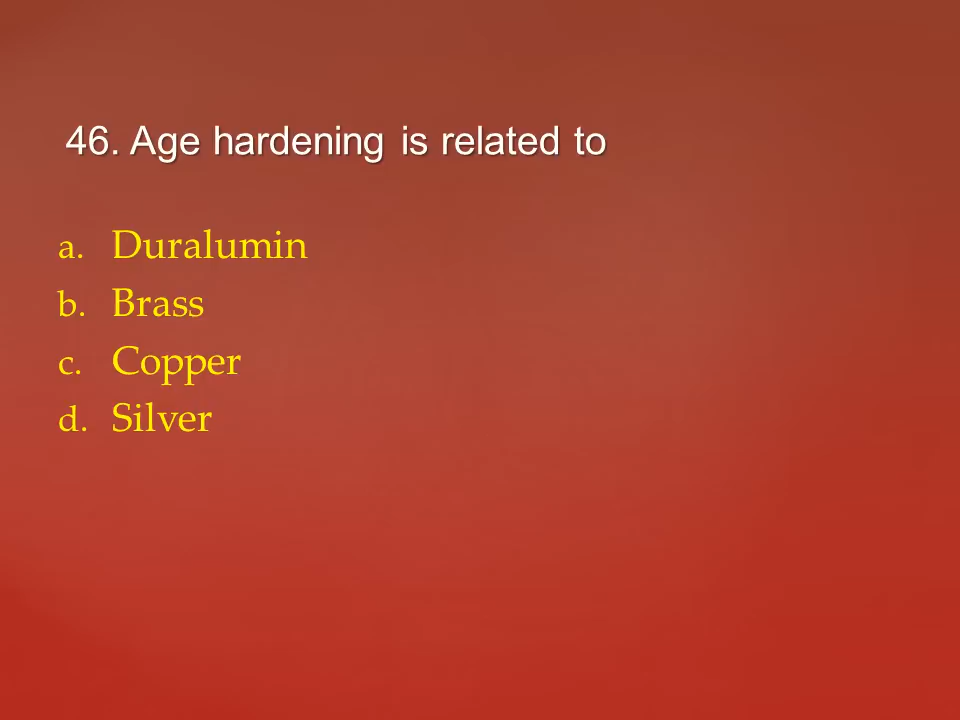 46. Age hardening is related to
a. Duralumin
b. Brass
c. Copper
d. Silver